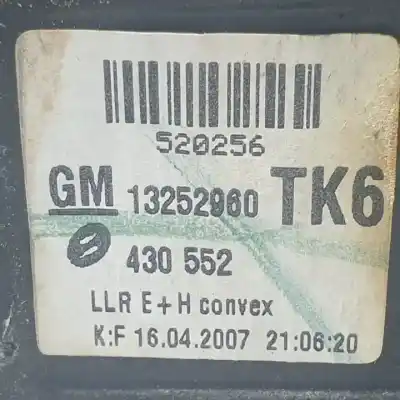 520256
GM 13252960 TK6
430 552
LLR E+H convex
K:F 16.04.2007 21:06:20